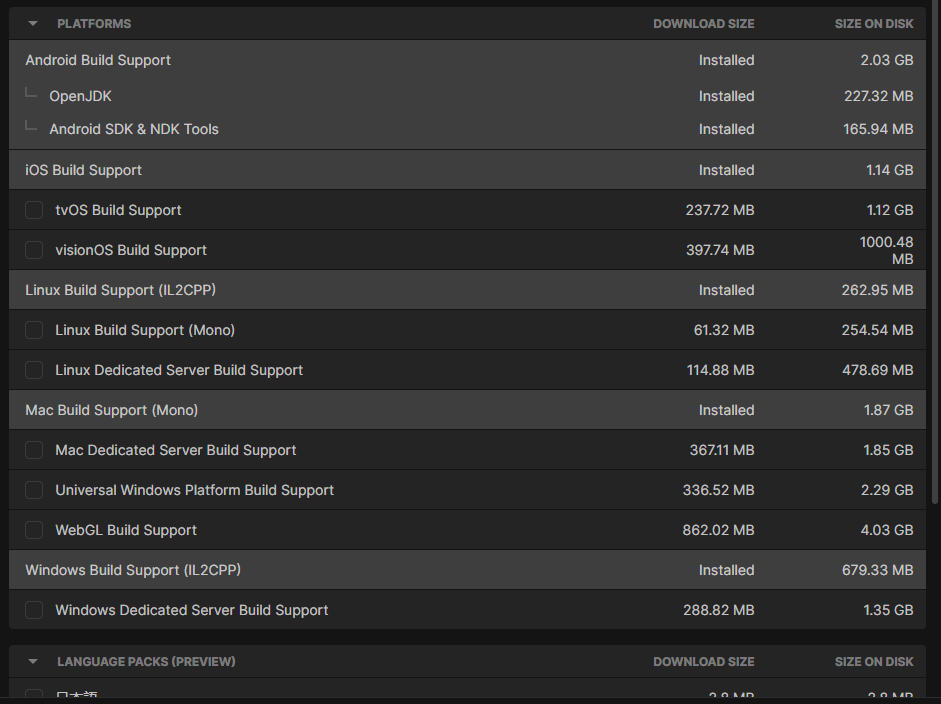 PLATFORMS DOWNLOAD SIZE SIZE ON DISK
Android Build Support Installed 2.03 GB
OpenJDK Installed 227.32 MB
Android SDK & NDK Tools Installed 165.94 MB
iOS Build Support Installed 1.14 GB
tvOS Build Support 237.72 MB 1.12 GB
visionOS Build Support 397.74 MB 1000.48
MB
Linux Build Support (IL2CPP) Installed 262.95 MB
Linux Build Support (Mono) 61.32 MB 254.54 MB
Linux Dedicated Server Build Support 114.88 MB 478.69 MB
Mac Build Support (Mono) Installed 1.87 GB
Mac Dedicated Server Build Support 367.11 MB 1.85 GB
Universal Windows Platform Build Support 336.52 MB 2.29 GB
WebGL Build Support 862.02 MB 4.03 GB
Windows Build Support (IL2CPP) Installed 679.33 MB
Windows Dedicated Server Build Support 288.82 MB 1.35 GB
LANGUAGE PACKS (PREVIEW) DOWNLOAD SIZE SIZE ON DISK
日本語 MB MB